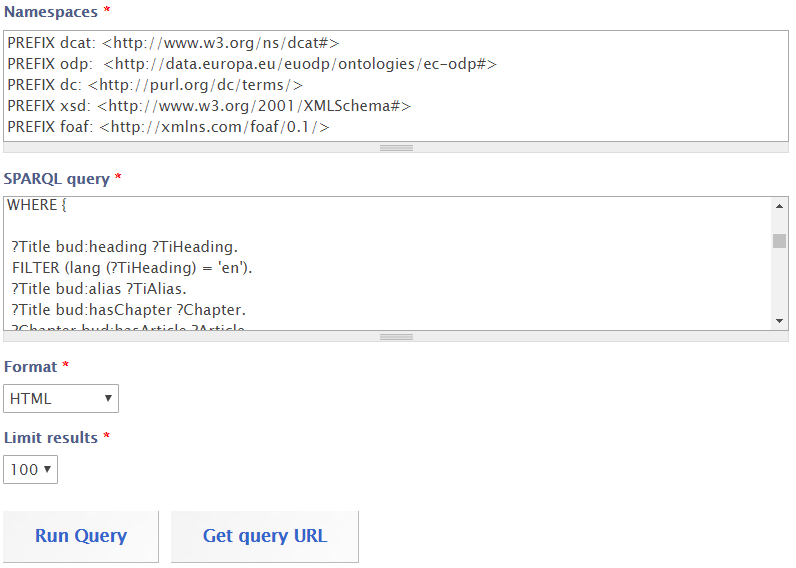 Namespaces *
PREFIX dcat: <http://www.w3.org/ns/dcat#>
PREFIX odp:  <http://data.europa.eu/euodp/ontologies/ec-odp#>
PREFIX dc: <http://purl.org/dc/terms/>
PREFIX xsd: <http://www.w3.org/2001/XMLSchema#>
PREFIX foaf: <http://xmlns.com/foaf/0.1/>
SPARQL query *
WHERE {
?Title bud:heading ?TiHeading.
FILTER (lang (?TiHeading) = 'en').
?Title bud:alias ?TiAlias.
?Title bud:hasChapter ?Chapter.
?Chapter bud:hasArticle ?Article
Format *
HTML
Limit results *
100
Run Query
Get query URL